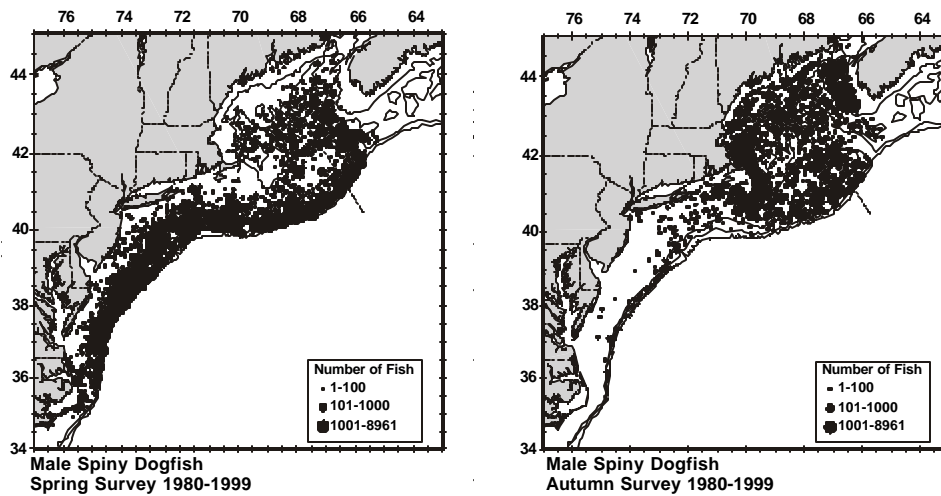 76 74 72 70 68 66 64
44
42
40
38
36
34
Number of Fish
1-100
101-1000
1001-8961
Male Spiny Dogfish
Spring Survey 1980-1999
76 74 72 70 68 66 64
44
42
40
38
36
34
Number of Fish
1-100
101-1000
1001-8961
Male Spiny Dogfish
Autumn Survey 1980-1999